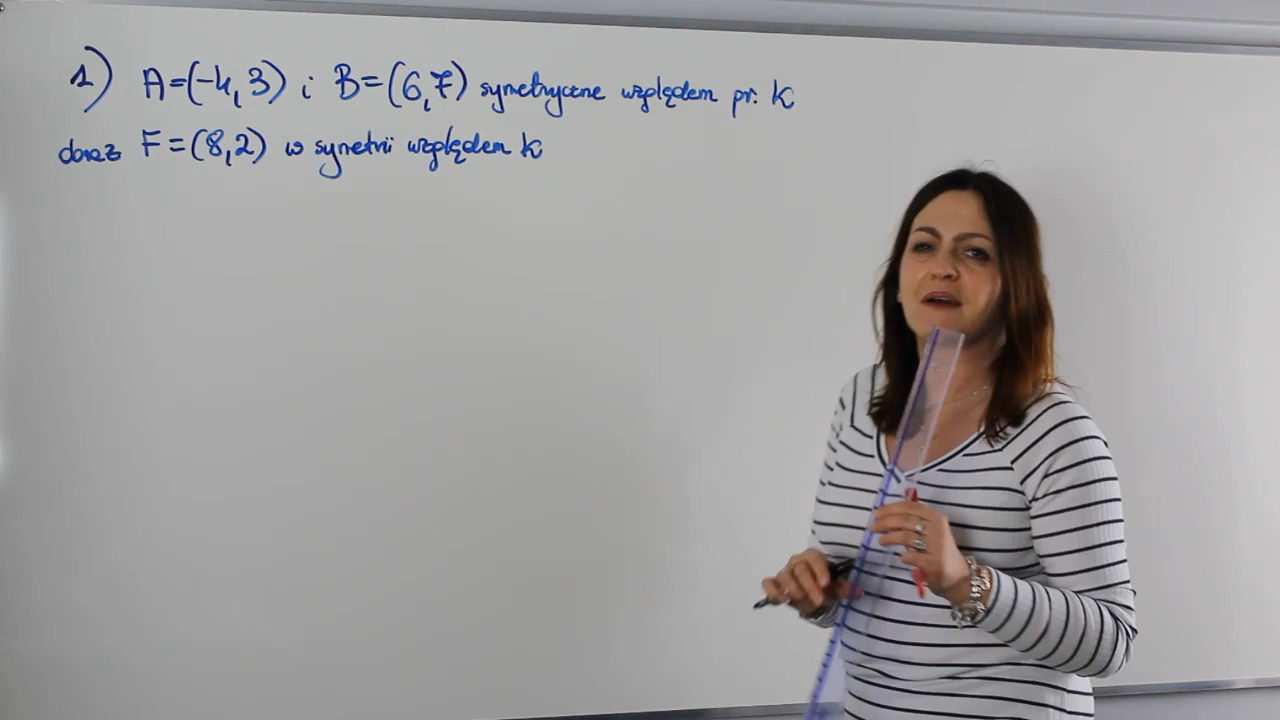 1) A=(-4,3) i B=(6,7) symetryczne względem pr. k
obraz F=(8,2) w symetrii względem k